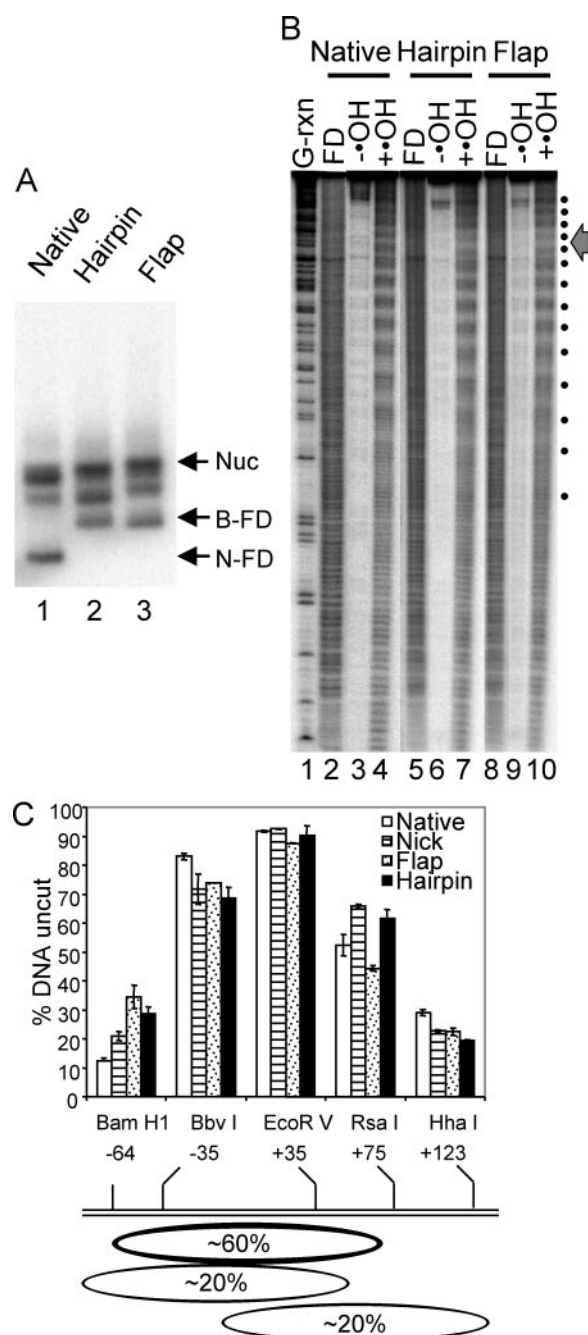 A
Native
Hairpin
Flap
Nuc
B-FD
N-FD
1 2 3
B
Native Hairpin Flap
G-rxn
FD
-•OH
+•OH
FD
-•OH
+•OH
FD
-•OH
+•OH
1 2 3 4 5 6 7 8 9 10
C
% DNA uncut
100
90
80
70
60
50
40
30
20
10
0
Native
Nick
Flap
Hairpin
Bam H1 Bbv I EcoR V Rsa I Hha I
-64 -35 +35 +75 +123
~60%
~20%
~20%